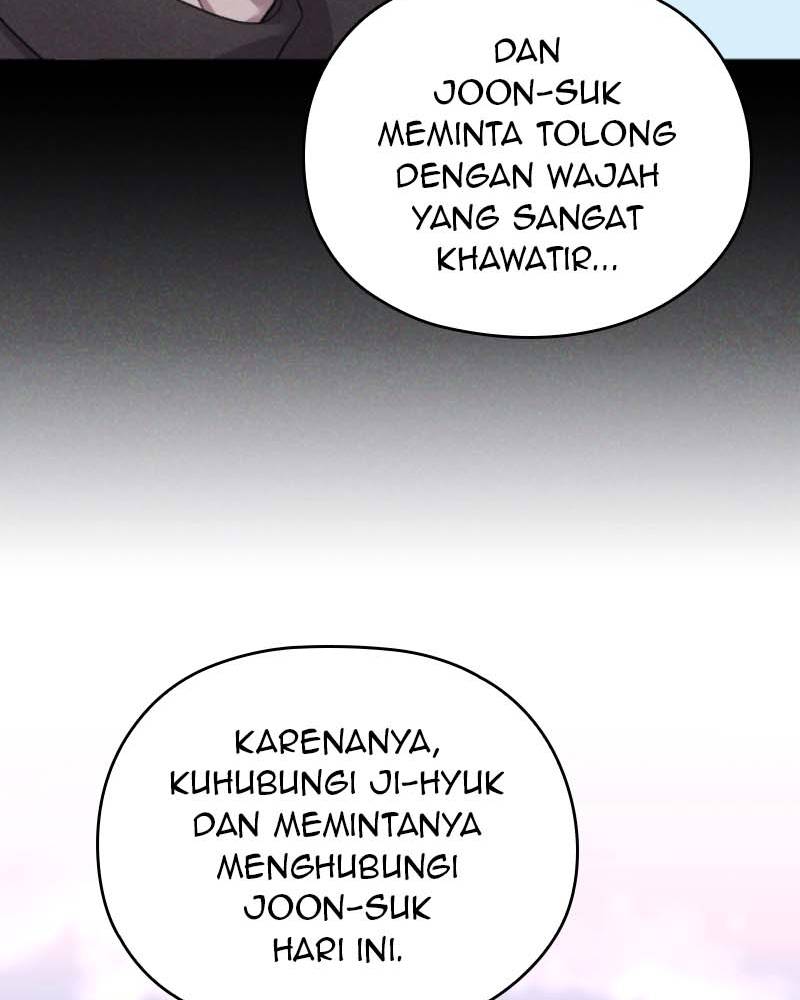 DAN
JOON-SUK
MEMINTA TOLONG
DENGAN WAJAH
YANG SANGAT
KHAWATIR...
KARENANYA,
KUHUBUNGI JI-HYUK
DAN MEMINTANYA
MENGHUBUNGI
JOON-SUK
HARI INI.